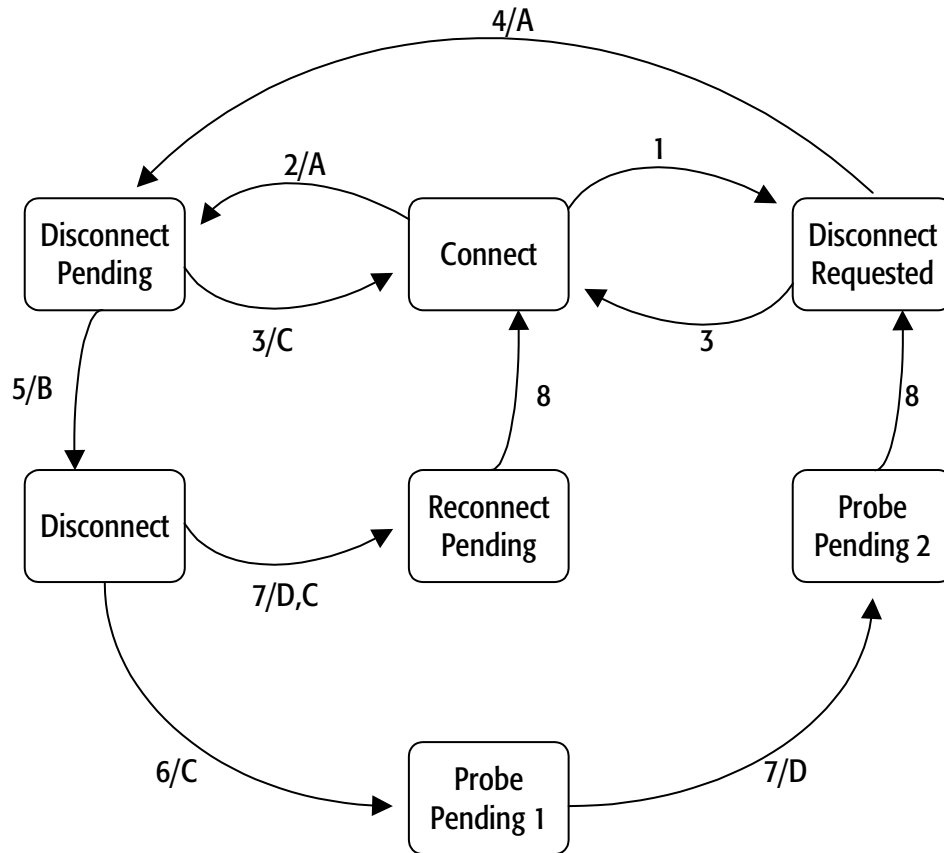 4/A
2/A
1
Disconnect
Pending
Connect
Disconnect
Requested
3/C
3
5/B
8
8
Disconnect
Reconnect
Pending
Probe
Pending 2
7/D,C
6/C
Probe
Pending 1
7/D